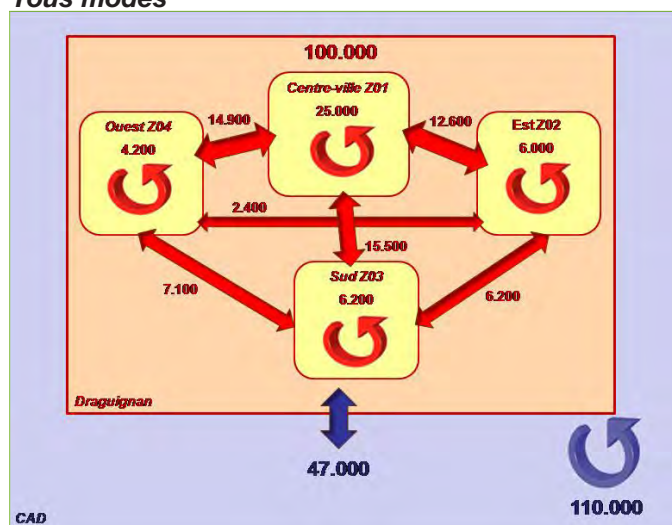 Tous modes
100.000
Centre-ville Z01
25.000
14.900
12.600
Ouest Z04
4.200
Est Z02
6.000
2.400
15.500
Sud Z03
6.200
7.100
6.200
Draguignan
47.000
110.000
CAD